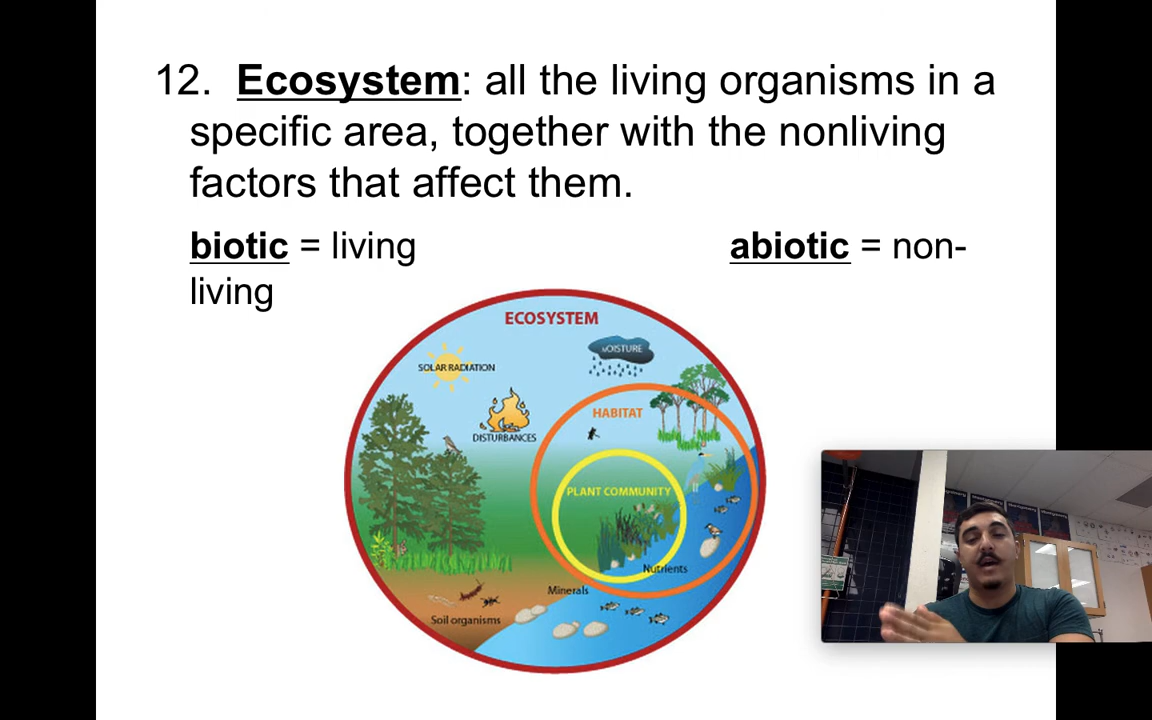 12. Ecosystem: all the living organisms in a
specific area, together with the nonliving
factors that affect them.
biotic = living abiotic = non-
living
ECOSYSTEM
MOISTURE
SOLAR RADIATION
HABITAT
DISTURBANCES
PLANT COMMUNITY
Nutrients
Minerals
Soil organisms